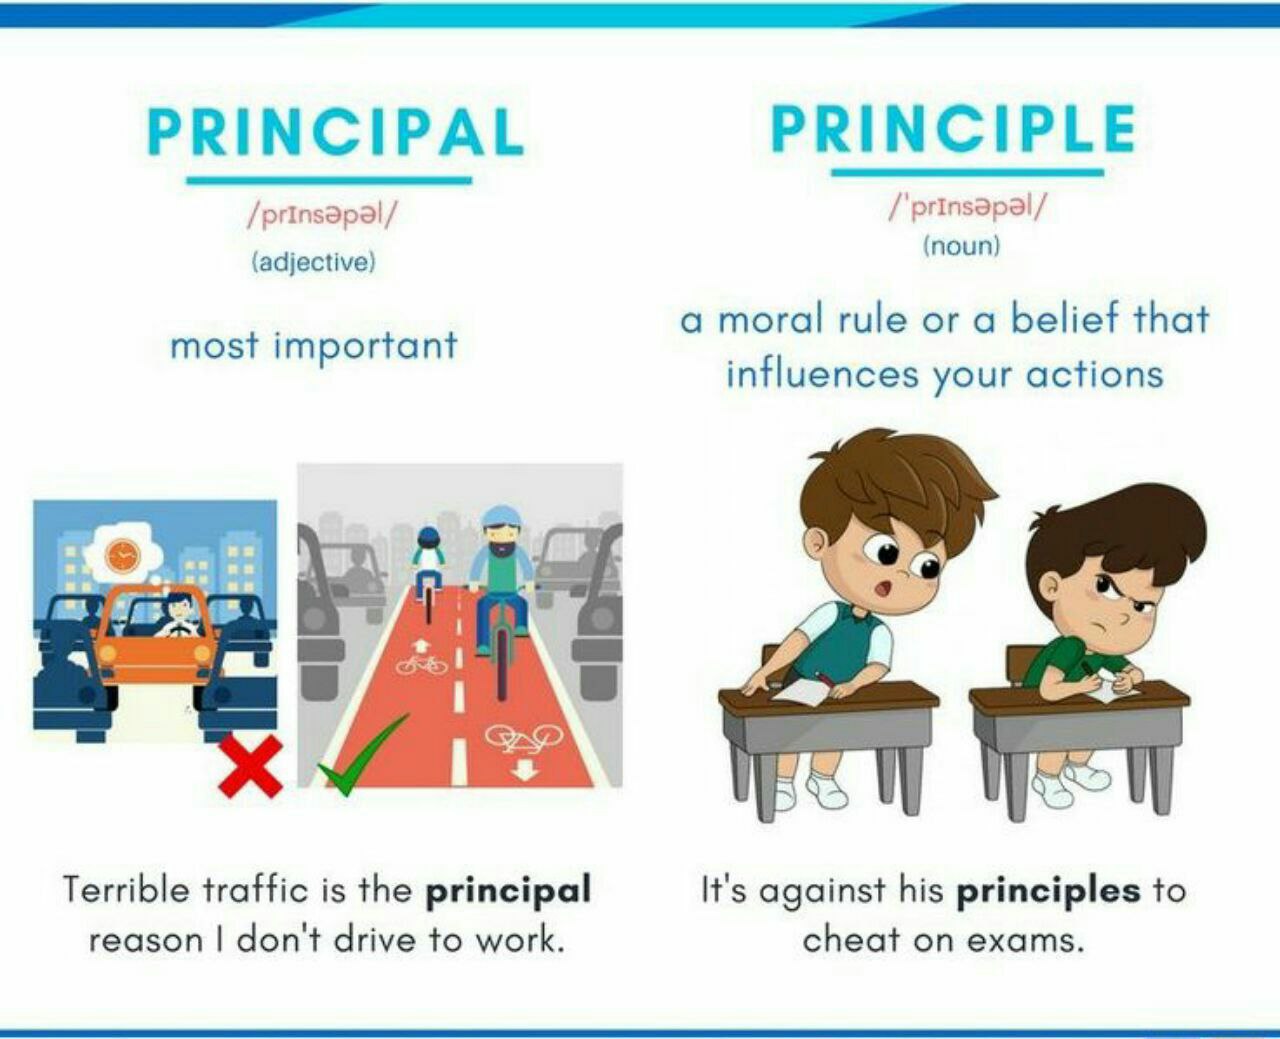 PRINCIPAL
/prɪnsəpəl/
(adjective)
most important
Terrible traffic is the principal
reason I don't drive to work.
PRINCIPLE
/'prɪnsəpəl/
(noun)
a moral rule or a belief that
influences your actions
It's against his principles to
cheat on exams.